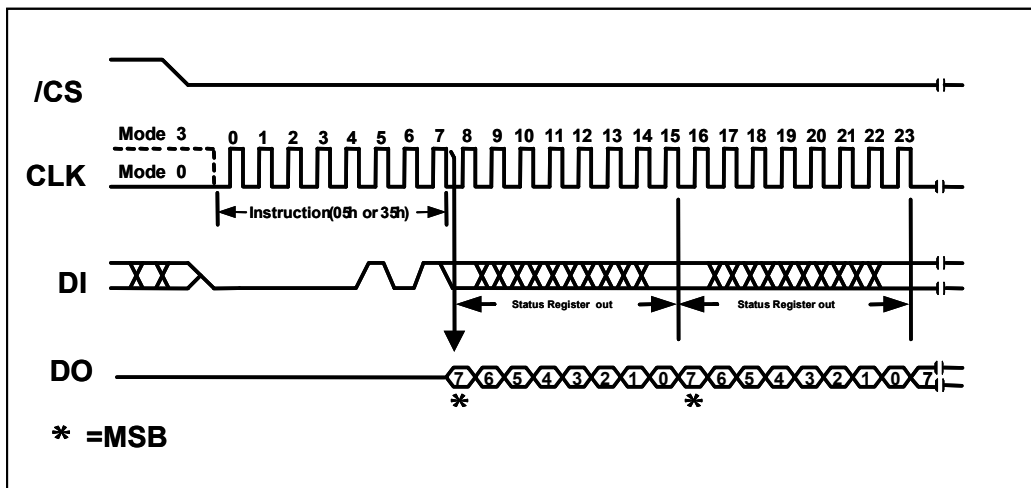 /CS
Mode 3
0 1 2 3 4 5 6 7 8 9 10 11 12 13 14 15 16 17 18 19 20 21 22 23
CLK
Mode 0
Instruction(05h or 35h)
DI
Status Register out
Status Register out
DO
7 6 5 4 3 2 1 0 7 6 5 4 3 2 1 0 7
* *
* =MSB